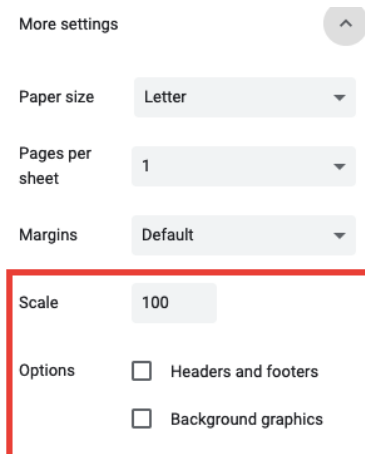 More settings
Paper size Letter
Pages per
sheet
1
Margins Default
Scale 100
Options Headers and footers
Background graphics